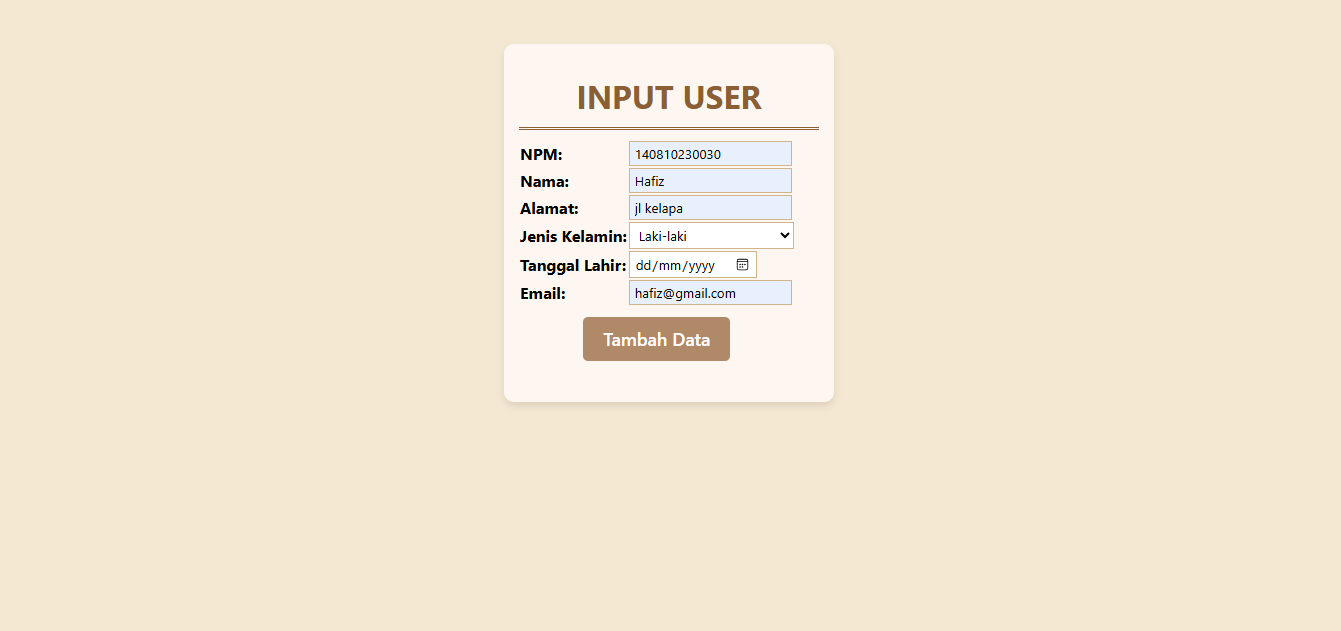 INPUT USER
NPM: 140810230030
Nama: Hafiz
Alamat: jl kelapa
Jenis Kelamin: Laki-laki
Tanggal Lahir: dd/mm/yyyy
Email: hafiz@gmail.com
Tambah Data